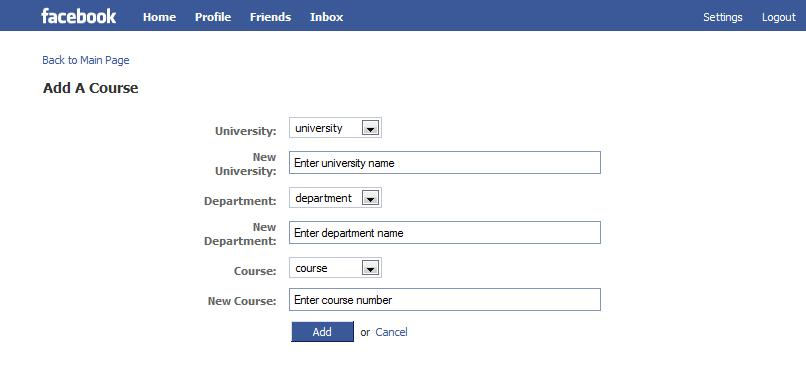 facebook Home Profile Friends Inbox Settings Logout
Back to Main Page
Add A Course
University: university
New University: Enter university name
Department: department
New Department: Enter department name
Course: course
New Course: Enter course number
Add or Cancel